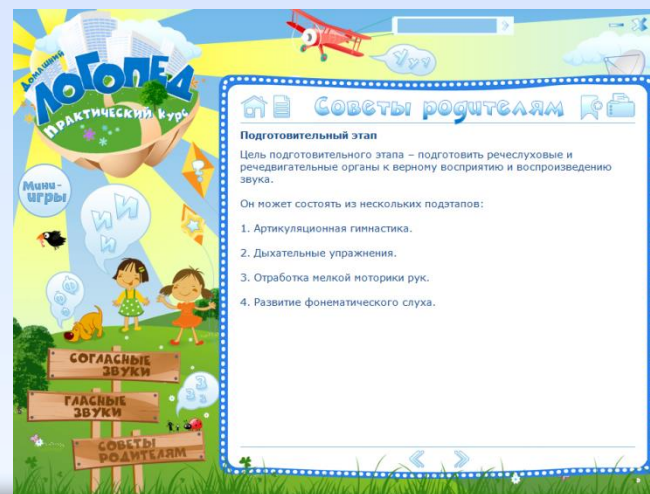 Домашний
ЛОГОПЕД
ПРАКТИЧЕСКИЙ КУРС
Ууу
Советы родителям
Мини-
игры
И И И
Подготовительный этап
Цель подготовительного этапа – подготовить речеслуховые и
речедвигательные органы к верному восприятию и воспроизведению
звука.
Он может состоять из нескольких подэтапов:
1. Артикуляционная гимнастика.
2. Дыхательные упражнения.
3. Отработка мелкой моторики рук.
4. Развитие фонематического слуха.
ф ф ф
СОГЛАСНЫЕ
ЗВУКИ
ГЛАСНЫЕ
ЗВУКИ
З З З
СОВЕТЫ
РОДИТЕЛЯМ